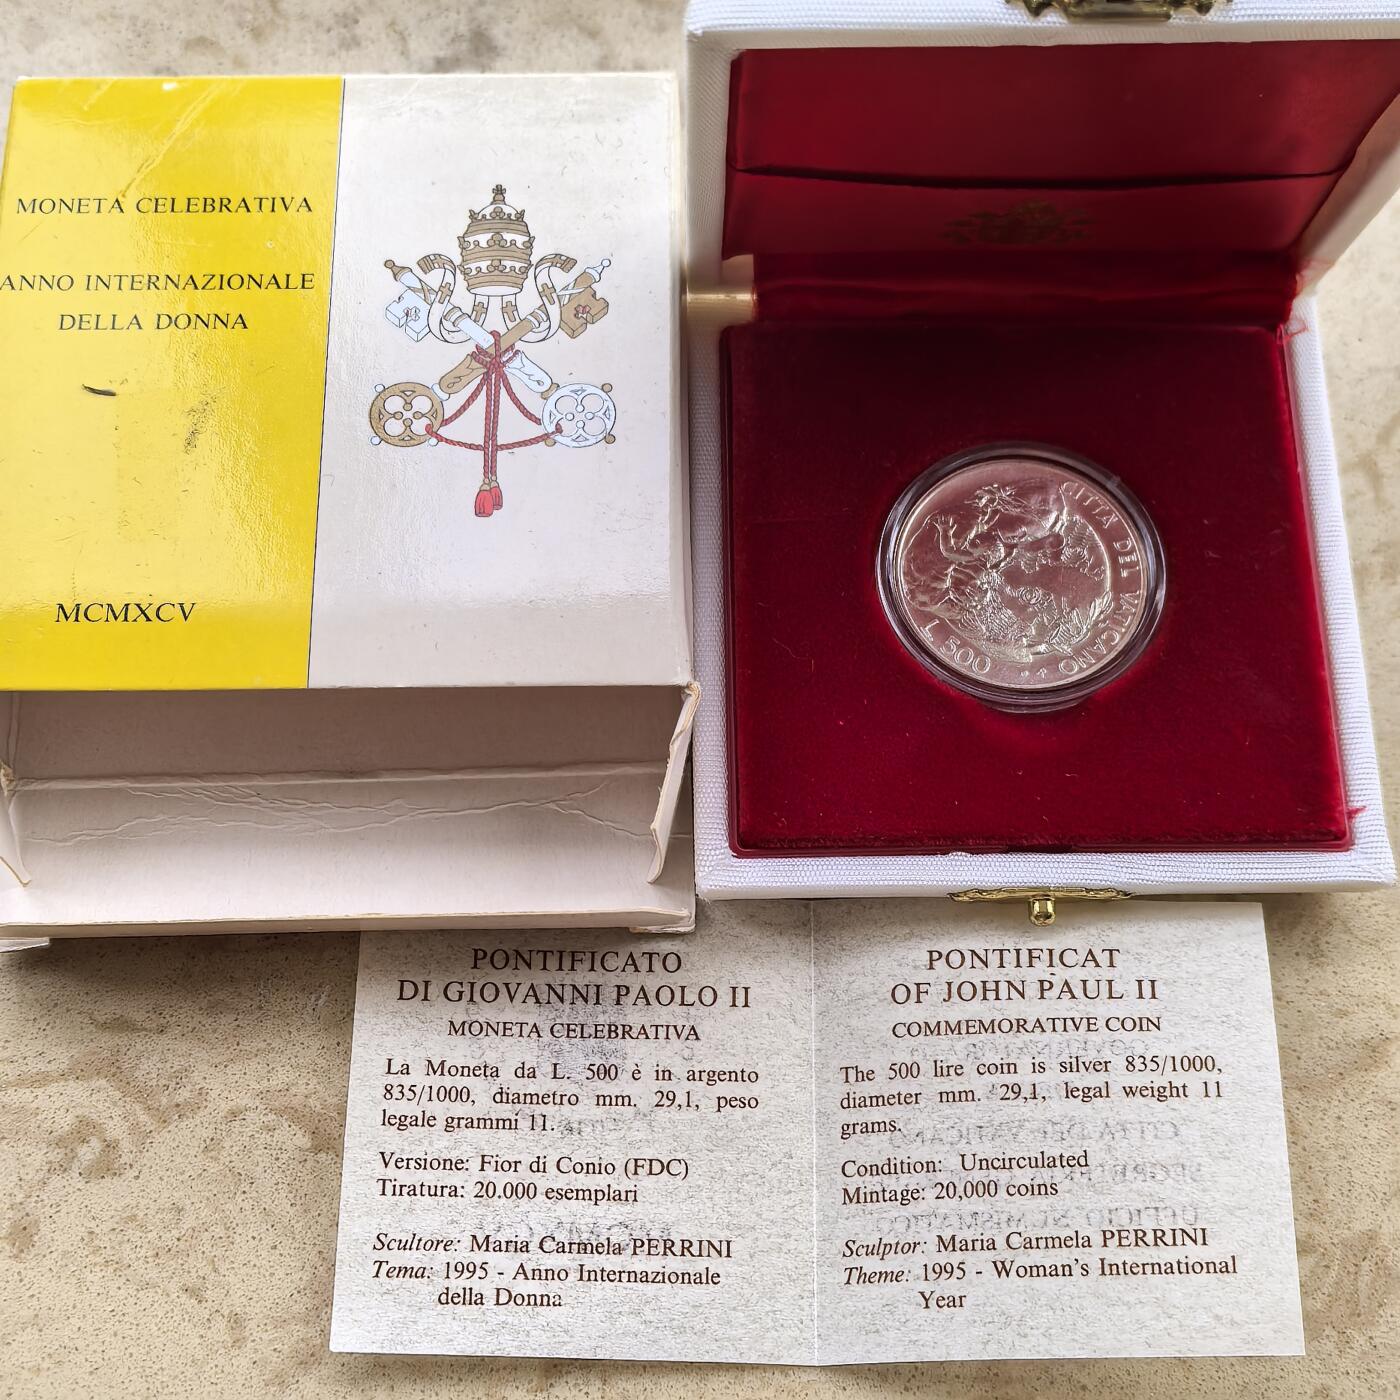 MONETA CELEBRATIVA
ANNO INTERNAZIONALE
DELLA DONNA
MCMXCV
CITTÀ DEL VATICANO
L. 500
PONTIFICATO
DI GIOVANNI PAOLO II
MONETA CELEBRATIVA
La Moneta da L. 500 è in argento
835/1000, diametro mm. 29,1, peso
legale grammi 11.
Versione: Fior di Conio (FDC)
Tiratura: 20.000 esemplari
Scultore: Maria Carmela PERRINI
Tema: 1995 - Anno Internazionale
della Donna
PONTIFICAT
OF JOHN PAUL II
COMMEMORATIVE COIN
The 500 lire coin is silver 835/1000,
diameter mm. 29,1, legal weight 11
grams.
Condition: Uncirculated
Mintage: 20,000 coins
Sculptor: Maria Carmela PERRINI
Theme: 1995 - Woman's International
Year